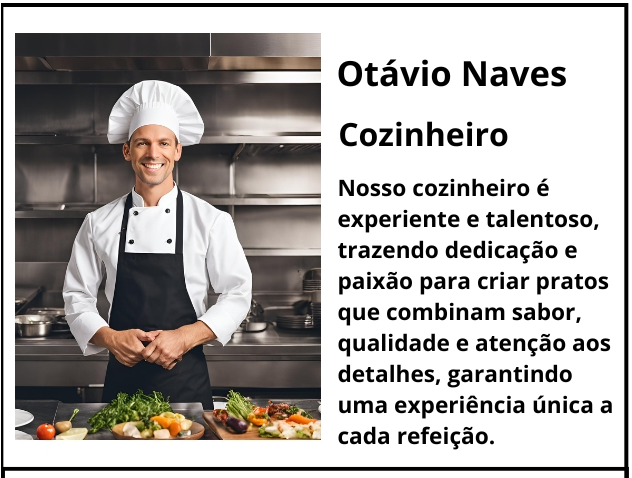 Otávio Naves
Cozinheiro
Nosso cozinheiro é
experiente e talentoso,
trazendo dedicação e
paixão para criar pratos
que combinam sabor,
qualidade e atenção aos
detalhes, garantindo
uma experiência única a
cada refeição.